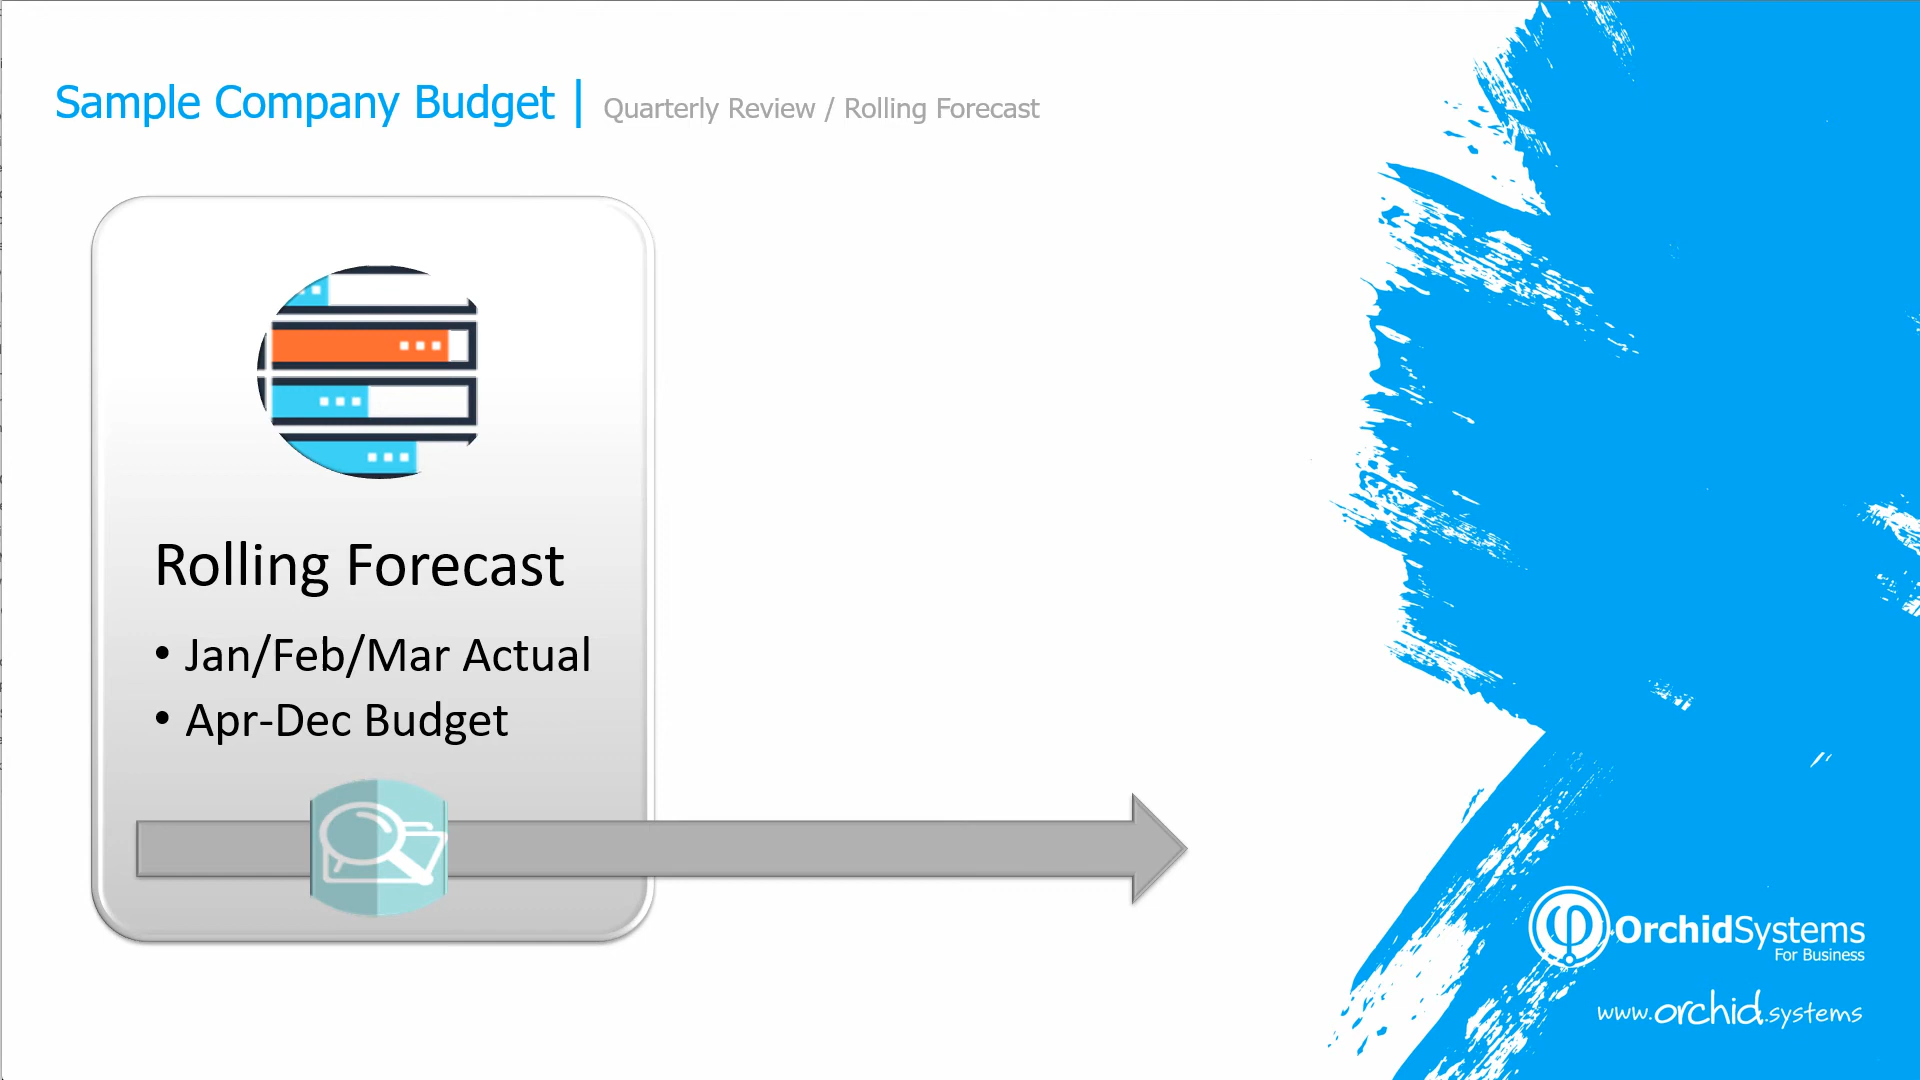 Sample Company Budget | Quarterly Review / Rolling Forecast
Rolling Forecast
• Jan/Feb/Mar Actual
• Apr-Dec Budget
OrchidSystems
For Business
www.orchid.systems